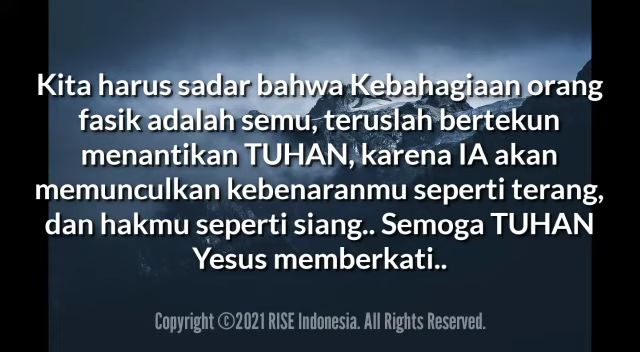 Kita harus sadar bahwa Kebahagiaan orang
fasik adalah semu, teruslah bertekun
menantikan TUHAN, karena IA akan
memunculkan kebenaranmu seperti terang,
dan hakmu seperti siang.. Semoga TUHAN
Yesus memberkati..
Copyright ©2021 RISE Indonesia. All Rights Reserved.